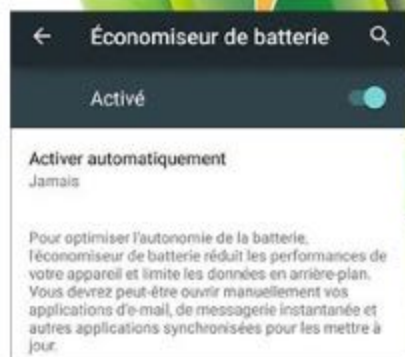 Économiseur de batterie
Activé
Activer automatiquement
Jamais
Pour optimiser l'autonomie de la batterie,
l'économiseur de batterie réduit les performances de
votre appareil et limite les données en arrière-plan.
Vous devrez peut-être ouvrir manuellement vos
applications d'e-mail, de messagerie instantanée et
autres applications synchronisées pour les mettre à
jour.